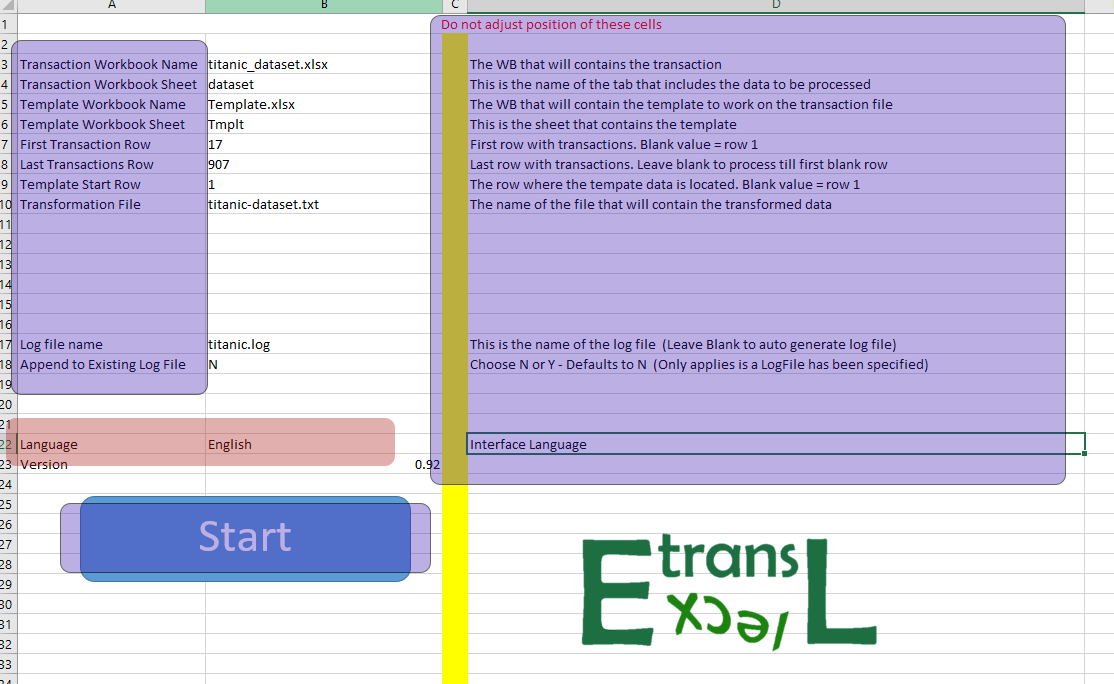 A B C D
1 Do not adjust position of these cells
2
3 Transaction Workbook Name titanic_dataset.xlsx The WB that will contains the transaction
4 Transaction Workbook Sheet dataset This is the name of the tab that includes the data to be processed
5 Template Workbook Name Template.xlsx The WB that will contain the template to work on the transaction file
6 Template Workbook Sheet Tmplt This is the sheet that contains the template
7 First Transaction Row 17 First row with transactions. Blank value = row 1
8 Last Transactions Row 907 Last row with transactions. Leave blank to process till first blank row
9 Template Start Row 1 The row where the tempate data is located. Blank value = row 1
10 Transformation File titanic-dataset.txt The name of the file that will contain the transformed data
11
12
13
14
15
16
17 Log file name titanic.log This is the name of the log file (Leave Blank to auto generate log file)
18 Append to Existing Log File N Choose N or Y - Defaults to N (Only applies is a LogFile has been specified)
19
20
21
22 Language English Interface Language
23 Version 0.92
24
25
26 Start
27
28
29
30
31
32
33
34
E trans L
Excel